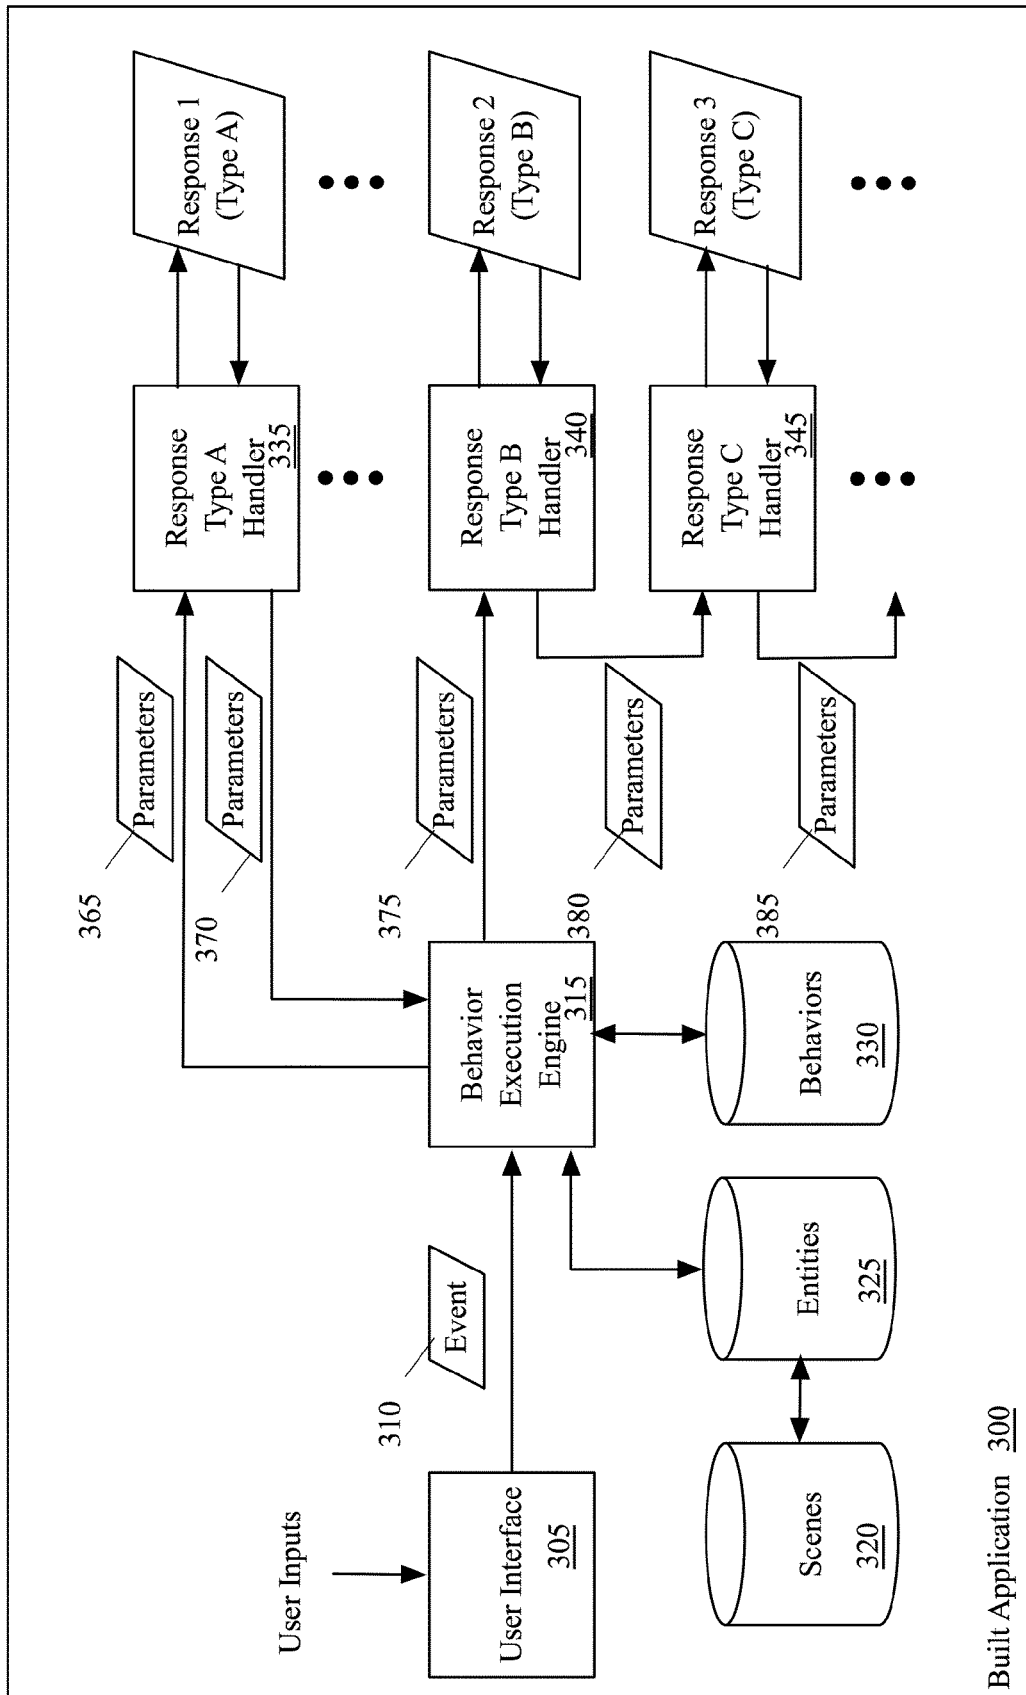 User Inputs
User Interface
305
310
Event
Behavior
Execution
Engine
315
Scenes
320
Entities
325
Behaviors
330
365
Parameters
370
Parameters
375
Parameters
380
Parameters
385
Parameters
Response
Type A
Handler
335
Response
Type B
Handler
340
Response
Type C
Handler
345
Response 1
(Type A)
Response 2
(Type B)
Response 3
(Type C)
Built Application 300